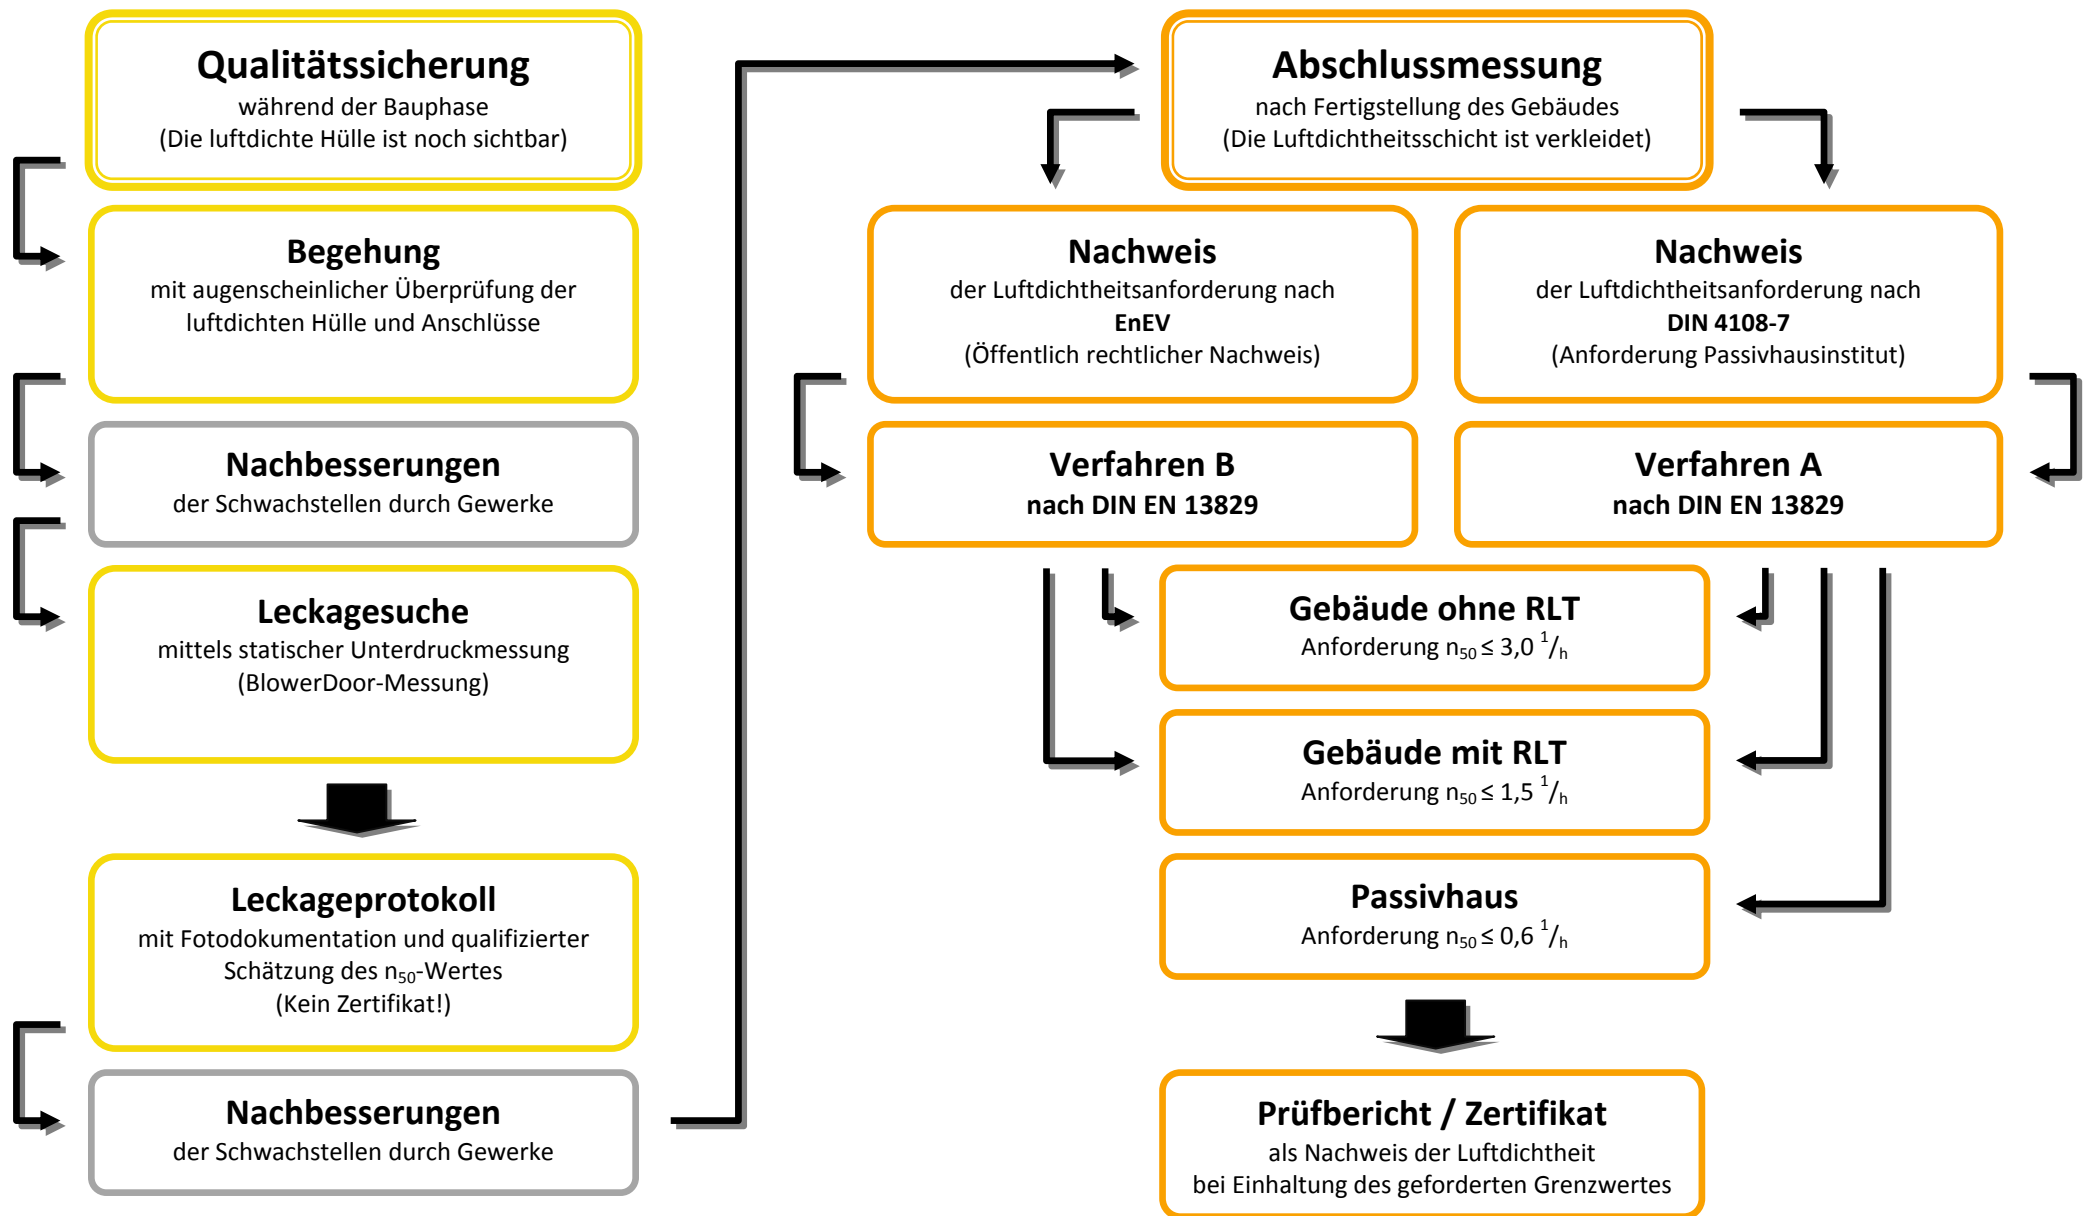 Qualitätssicherung
während der Bauphase
(Die luftdichte Hülle ist noch sichtbar)
Begehung
mit augenscheinlicher Überprüfung der
luftdichten Hülle und Anschlüsse
Nachbesserungen
der Schwachstellen durch Gewerke
Leckagesuche
mittels statischer Unterdruckmessung
(BlowerDoor-Messung)
Leckageprotokoll
mit Fotodokumentation und qualifizierter
Schätzung des n50-Wertes
(Kein Zertifikat!)
Nachbesserungen
der Schwachstellen durch Gewerke
Abschlussmessung
nach Fertigstellung des Gebäudes
(Die Luftdichtheitsschicht ist verkleidet)
Nachweis
der Luftdichtheitsanforderung nach
EnEV
(Öffentlich rechtlicher Nachweis)
Nachweis
der Luftdichtheitsanforderung nach
DIN 4108-7
(Anforderung Passivhausinstitut)
Verfahren B
nach DIN EN 13829
Verfahren A
nach DIN EN 13829
Gebäude ohne RLT
Anforderung n50 ≤ 3,0 1/h
Gebäude mit RLT
Anforderung n50 ≤ 1,5 1/h
Passivhaus
Anforderung n50 ≤ 0,6 1/h
Prüfbericht / Zertifikat
als Nachweis der Luftdichtheit
bei Einhaltung des geforderten Grenzwertes